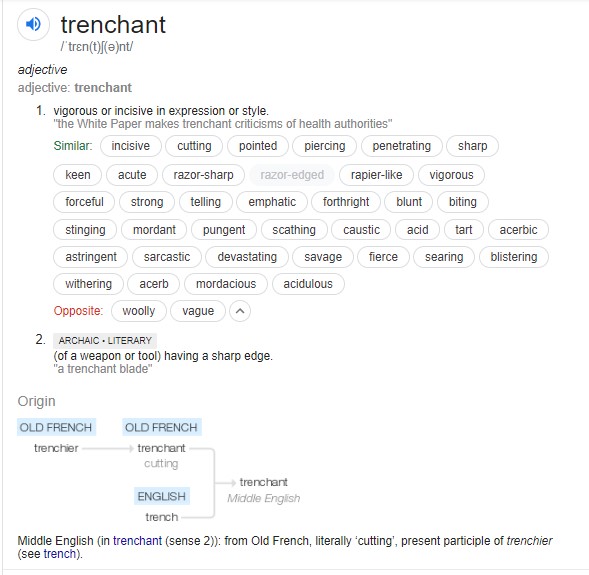 trenchant
/ˈtrɛn(t)ʃ(ə)nt/
adjective
adjective: trenchant
1. vigorous or incisive in expression or style.
"the White Paper makes trenchant criticisms of health authorities"
Similar: incisive cutting pointed piercing penetrating sharp
keen acute razor-sharp razor-edged rapier-like vigorous
forceful strong telling emphatic forthright blunt biting
stinging mordant pungent scathing caustic acid tart acerbic
astringent sarcastic devastating savage fierce searing blistering
withering acerb mordacious acidulous
Opposite: woolly vague
2. ARCHAIC • LITERARY
(of a weapon or tool) having a sharp edge.
"a trenchant blade"
Origin
OLD FRENCH OLD FRENCH
trenchier trenchant
cutting
trenchant
ENGLISH Middle English
trench
Middle English (in trenchant (sense 2)): from Old French, literally ‘cutting’, present participle of trenchier
(see trench).